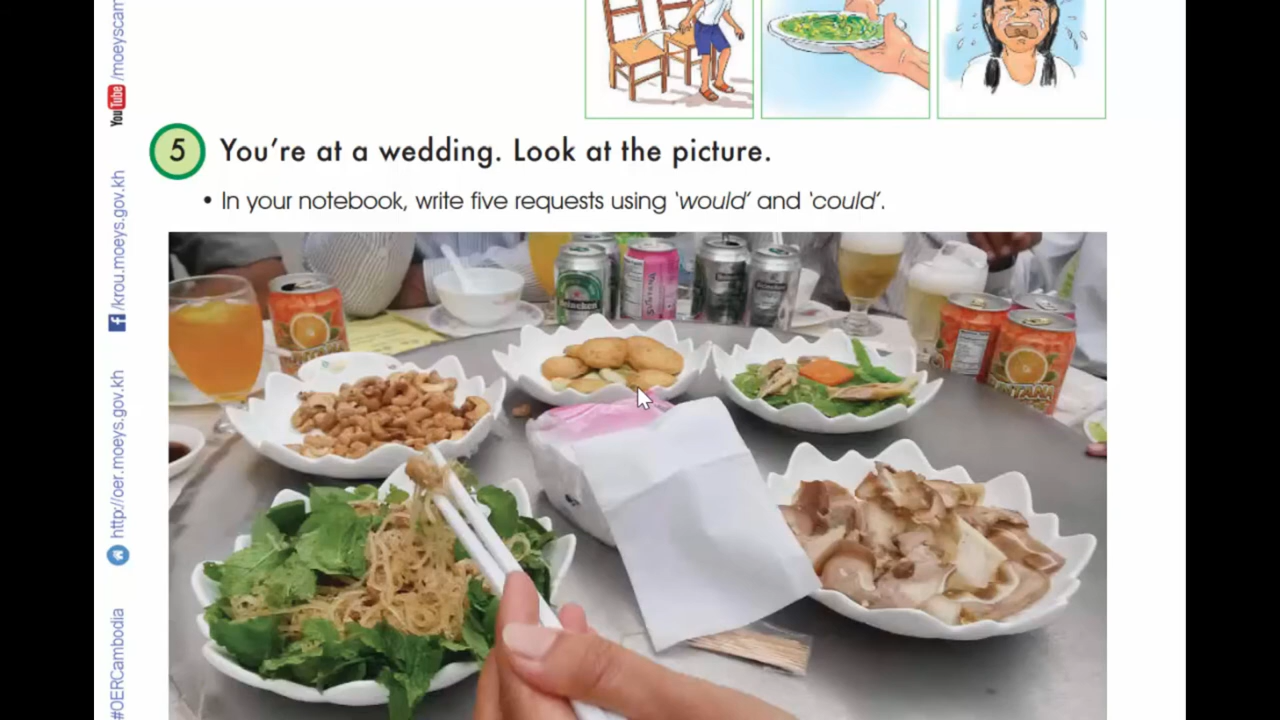 5 You're at a wedding. Look at the picture.
• In your notebook, write five requests using 'would' and 'could'.
YouTube /moeyscam
f /krou.moeys.gov.kh
http://oer.moeys.gov.kh
#OERCambodia
Heineken